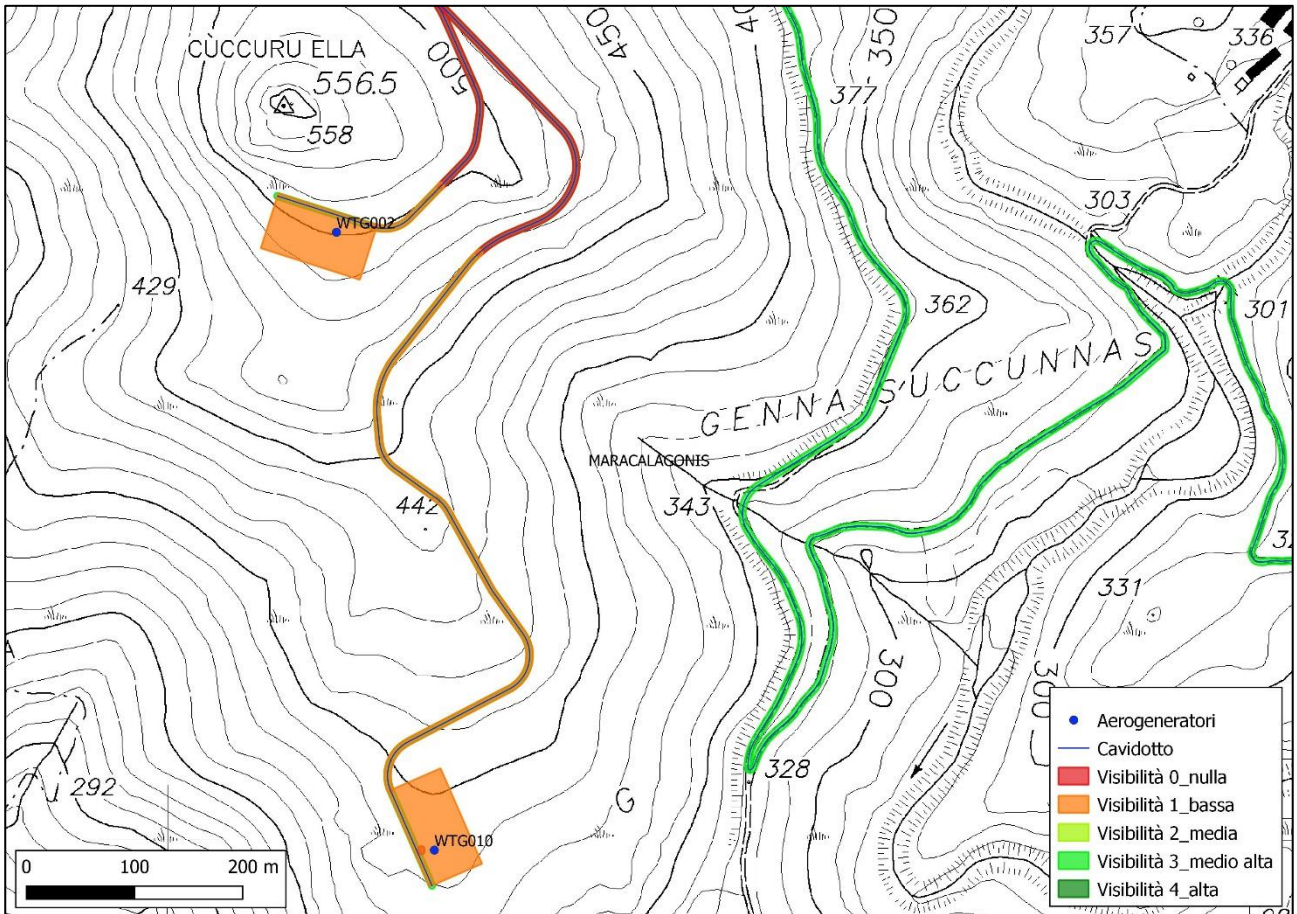 CUCCURU ELLA
556.5
558
500
450
40
350
377
357
336
303
301
WTG002
429
362
GENNA SUCCUNNAS
MARACALAGONIS
442
343
331
300
328
292
G
WTG010
0 100 200 m
Aerogeneratori
Cavidotto
Visibilità 0_nulla
Visibilità 1_bassa
Visibilità 2_media
Visibilità 3_medio alta
Visibilità 4_alta